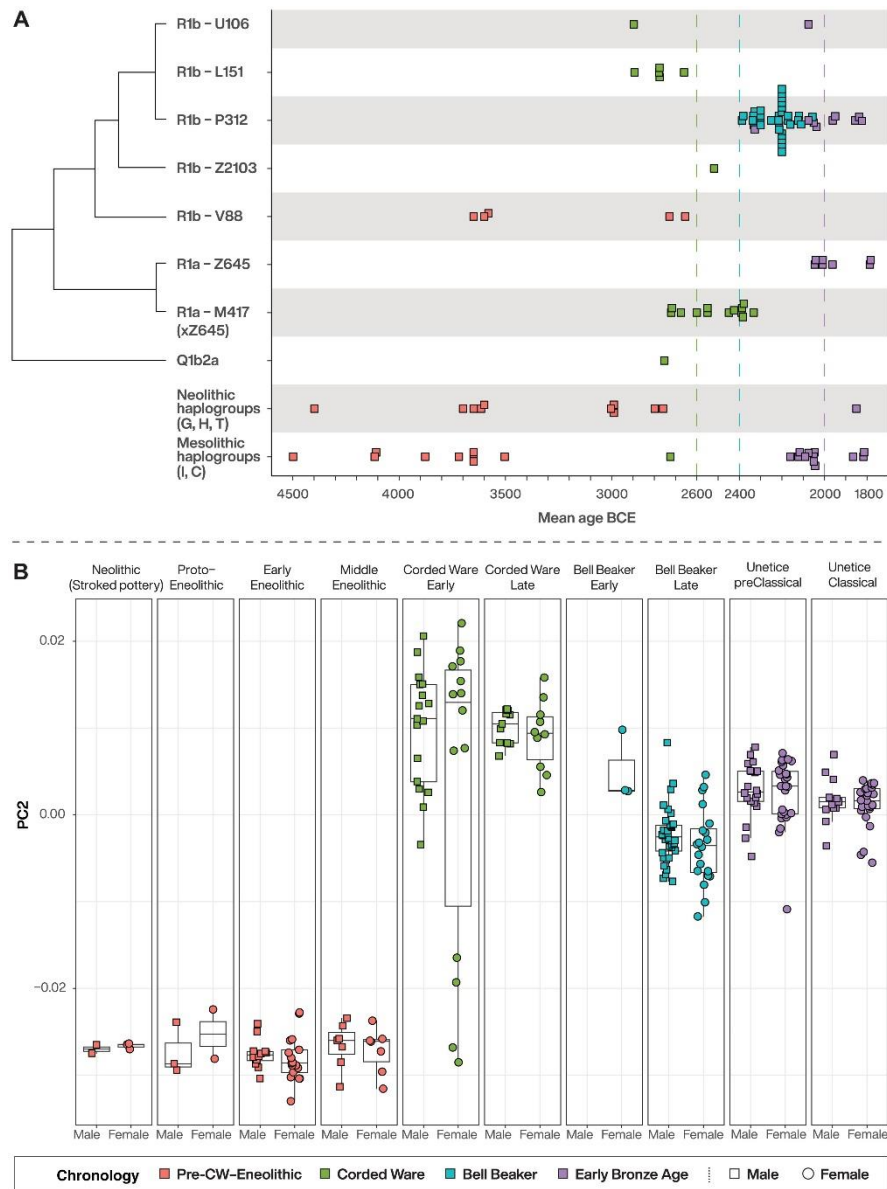 A
R1b – U106
R1b – L151
R1b – P312
R1b – Z2103
R1b – V88
R1a – Z645
R1a – M417
(xZ645)
Q1b2a
Neolithic
haplogroups
(G, H, T)
Mesolithic
haplogroups
(I, C)
4500 4000 3500 3000 2600 2400 2000 1800
Mean age BCE
B
Neolithic
(Stroked pottery)
Proto-
Eneolithic
Early
Eneolithic
Middle
Eneolithic
Corded Ware
Early
Corded Ware
Late
Bell Beaker
Early
Bell Beaker
Late
Unetice
preClassical
Unetice
Classical
PC2
0.02
0.00
−0.02
Male Female Male Female Male Female Male Female Male Female Male Female Male Female Male Female Male Female Male Female
Chronology Pre-CW-Eneolithic Corded Ware Bell Beaker Early Bronze Age Male Female